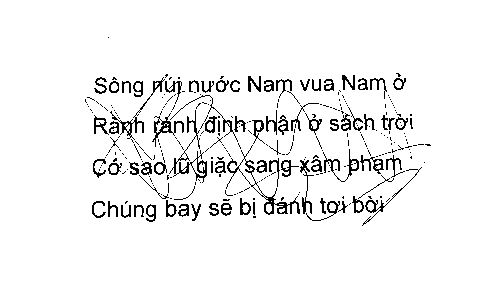 Sông núi nước Nam vua Nam ở
Rành rành định phận ở sách trời
Cớ sao lũ giặc sang xâm phạm
Chúng bay sẽ bị đánh tơi bời